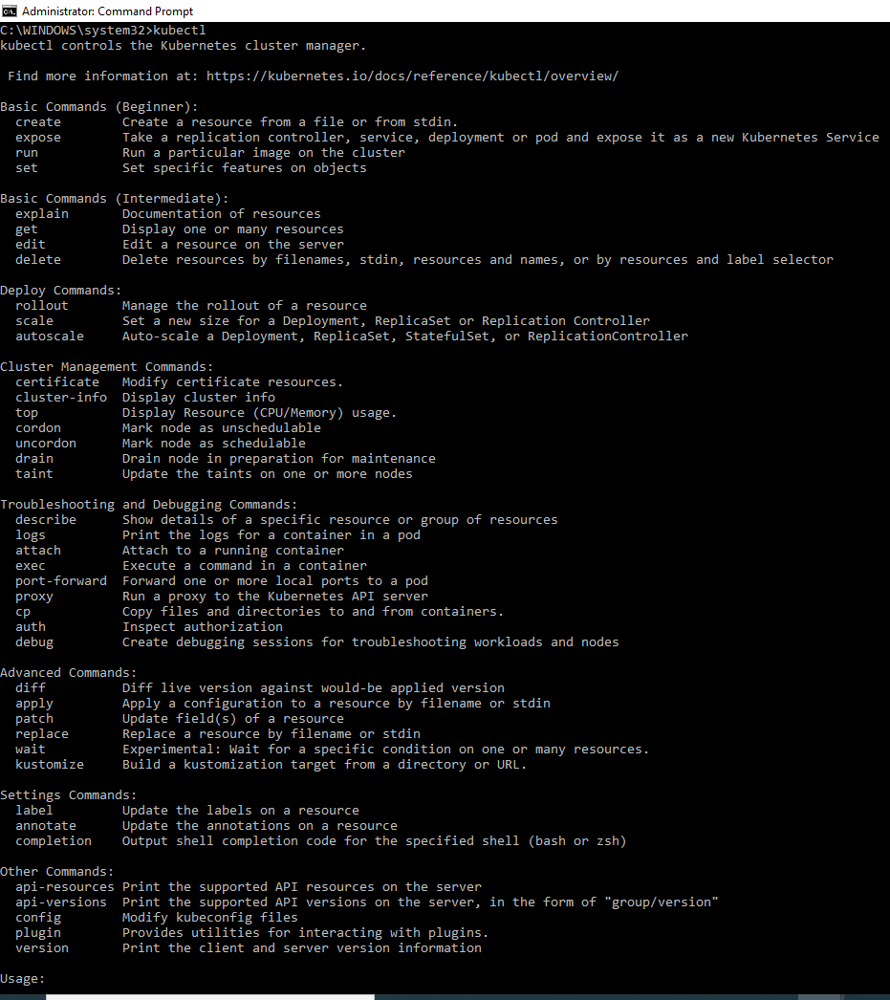 Administrator: Command Prompt
C:\WINDOWS\system32>kubectl
kubectl controls the Kubernetes cluster manager.
Find more information at: https://kubernetes.io/docs/reference/kubectl/overview/
Basic Commands (Beginner):
create Create a resource from a file or from stdin.
expose Take a replication controller, service, deployment or pod and expose it as a new Kubernetes Service
run Run a particular image on the cluster
set Set specific features on objects
Basic Commands (Intermediate):
explain Documentation of resources
get Display one or many resources
edit Edit a resource on the server
delete Delete resources by filenames, stdin, resources and names, or by resources and label selector
Deploy Commands:
rollout Manage the rollout of a resource
scale Set a new size for a Deployment, ReplicaSet or Replication Controller
autoscale Auto-scale a Deployment, ReplicaSet, StatefulSet, or ReplicationController
Cluster Management Commands:
certificate Modify certificate resources.
cluster-info Display cluster info
top Display Resource (CPU/Memory) usage.
cordon Mark node as unschedulable
uncordon Mark node as schedulable
drain Drain node in preparation for maintenance
taint Update the taints on one or more nodes
Troubleshooting and Debugging Commands:
describe Show details of a specific resource or group of resources
logs Print the logs for a container in a pod
attach Attach to a running container
exec Execute a command in a container
port-forward Forward one or more local ports to a pod
proxy Run a proxy to the Kubernetes API server
cp Copy files and directories to and from containers.
auth Inspect authorization
debug Create debugging sessions for troubleshooting workloads and nodes
Advanced Commands:
diff Diff live version against would-be applied version
apply Apply a configuration to a resource by filename or stdin
patch Update field(s) of a resource
replace Replace a resource by filename or stdin
wait Experimental: Wait for a specific condition on one or many resources.
kustomize Build a kustomization target from a directory or URL.
Settings Commands:
label Update the labels on a resource
annotate Update the annotations on a resource
completion Output shell completion code for the specified shell (bash or zsh)
Other Commands:
api-resources Print the supported API resources on the server
api-versions Print the supported API versions on the server, in the form of "group/version"
config Modify kubeconfig files
plugin Provides utilities for interacting with plugins.
version Print the client and server version information
Usage: